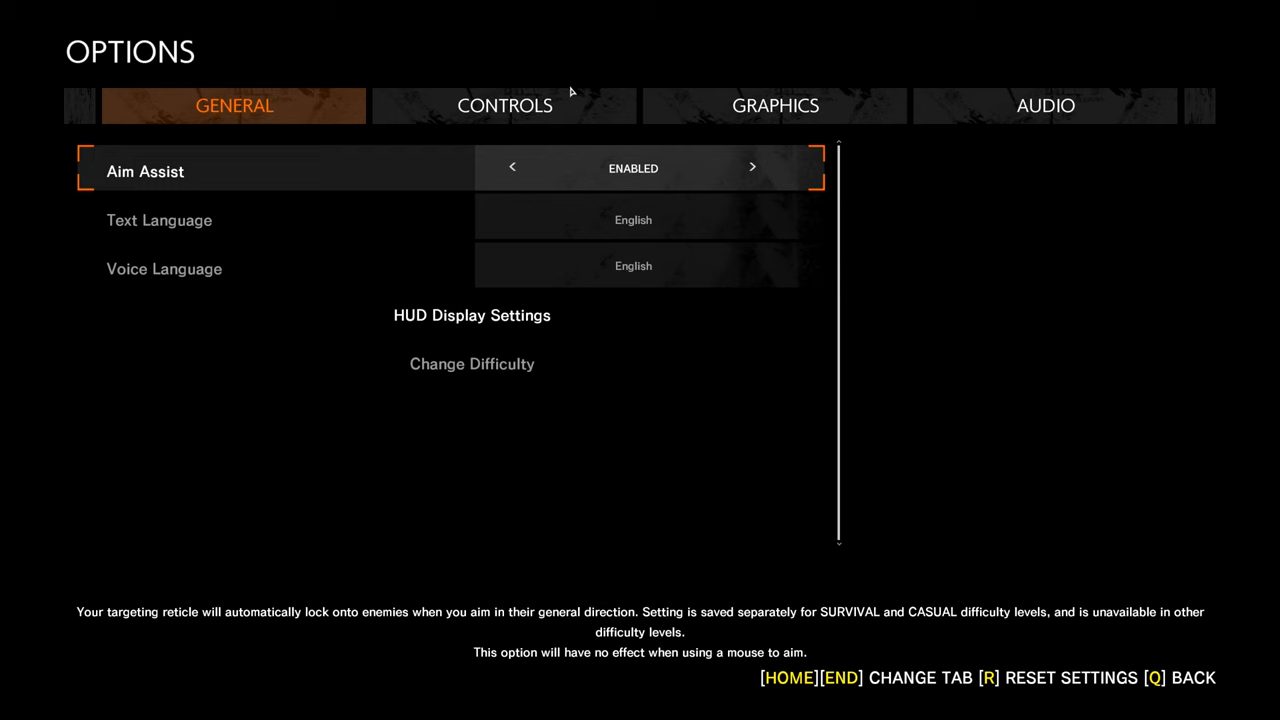 OPTIONS
GENERAL
CONTROLS
GRAPHICS
AUDIO
Aim Assist
< ENABLED >
Text Language
English
Voice Language
English
HUD Display Settings
Change Difficulty
Your targeting reticle will automatically lock onto enemies when you aim in their general direction. Setting is saved separately for SURVIVAL and CASUAL difficulty levels, and is unavailable in other
difficulty levels.
This option will have no effect when using a mouse to aim.
[HOME][END] CHANGE TAB [R] RESET SETTINGS [Q] BACK